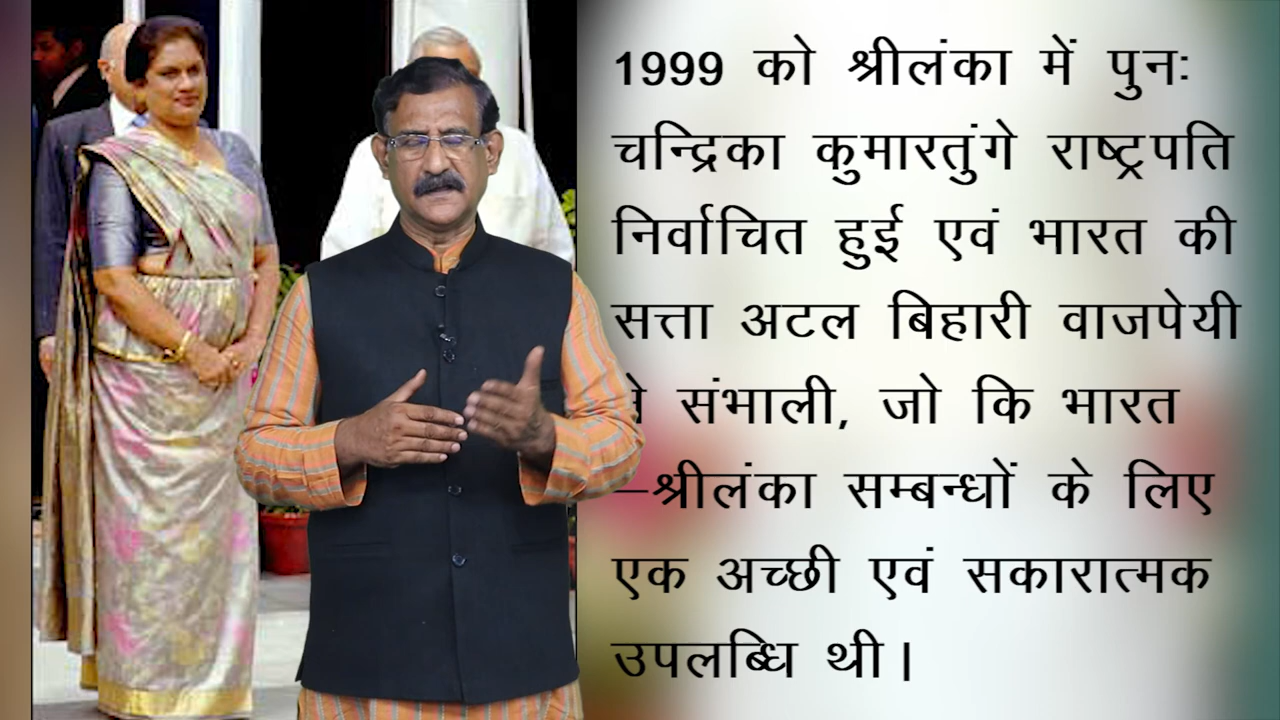 1999 को श्रीलंका में पुनः
चन्द्रिका कुमारतुंगे राष्ट्रपति
निर्वाचित हुई एवं भारत की
सत्ता अटल बिहारी वाजपेयी
संभाली, जो कि भारत
–श्रीलंका सम्बन्धों के लिए
एक अच्छी एवं सकारात्मक
उपलब्धि थी।